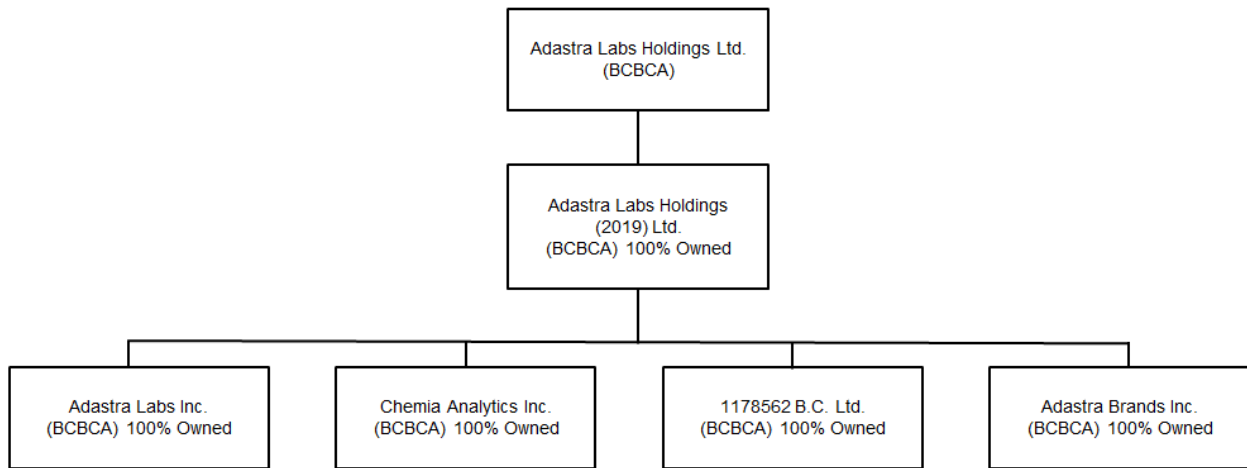 Adastra Labs Holdings Ltd.
(BCBCA)
Adastra Labs Holdings
(2019) Ltd.
(BCBCA) 100% Owned
Adastra Labs Inc.
(BCBCA) 100% Owned
Chemia Analytics Inc.
(BCBCA) 100% Owned
1178562 B.C. Ltd.
(BCBCA) 100% Owned
Adastra Brands Inc.
(BCBCA) 100% Owned